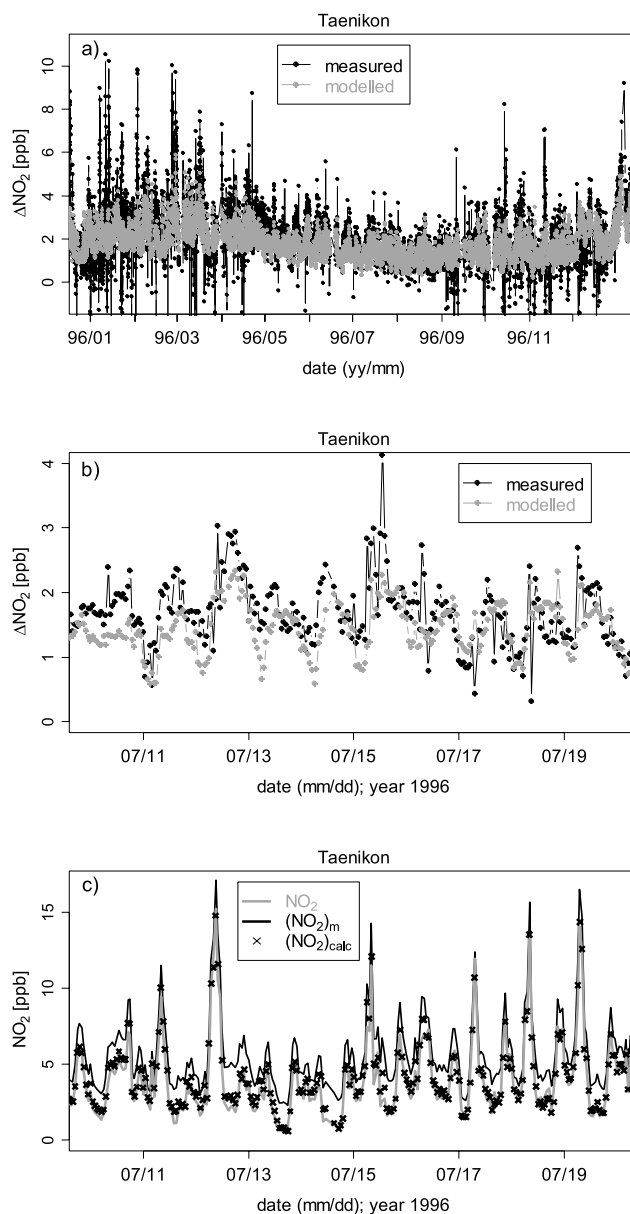 Taenikon
a)
measured
modelled
10
8
6
4
2
0
ΔNO2 [ppb]
96/01 96/03 96/05 96/07 96/09 96/11
date (yy/mm)
Taenikon
b)
measured
modelled
4
3
2
1
0
ΔNO2 [ppb]
07/11 07/13 07/15 07/17 07/19
date (mm/dd); year 1996
Taenikon
c)
NO2
(NO2)m
(NO2)calc
15
10
5
0
NO2 [ppb]
07/11 07/13 07/15 07/17 07/19
date (mm/dd); year 1996